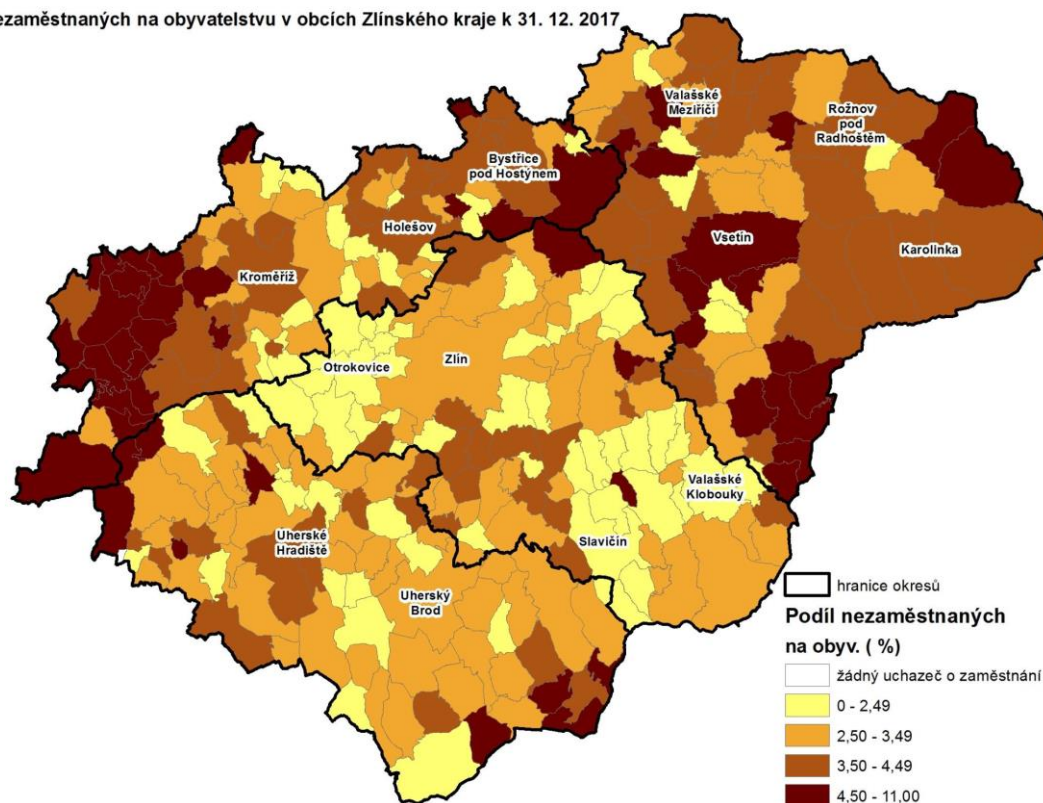 nezaměstnaných na obyvatelstvu v obcích Zlínského kraje k 31. 12. 2017
Valašské
Meziříčí
Rožnov
pod
Radhoštěm
Bystřice
pod Hostýnem
Holešov
Vsetín
Karolinka
Kroměříž
Otrokovice
Zlín
Valašské
Klobouky
Slavičín
Uherské
Hradiště
Uherský
Brod
hranice okresů
Podíl nezaměstnaných
na obyv. ( %)
žádný uchazeč o zaměstnání
0 - 2,49
2,50 - 3,49
3,50 - 4,49
4,50 - 11,00